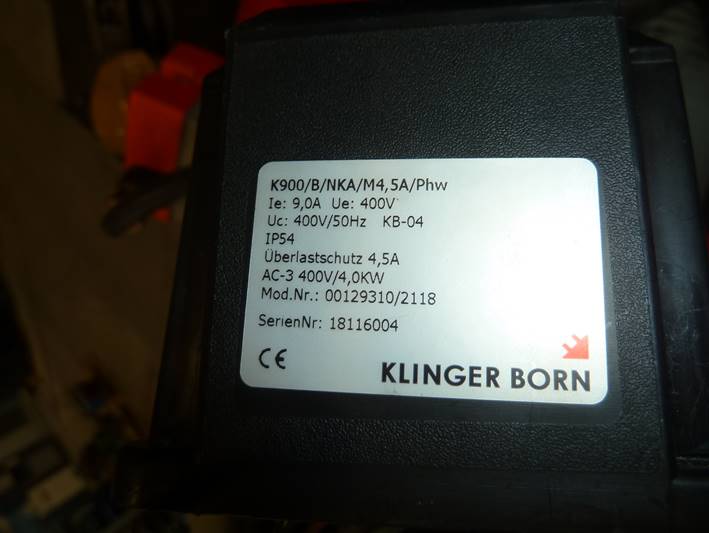 K900/B/NKA/M4,5A/Phw
Ie: 9,0A Ue: 400V
Uc: 400V/50Hz KB-04
IP54
Überlastschutz 4,5A
AC-3 400V/4,0KW
Mod.Nr.: 00129310/2118
SerienNr: 18116004
CE
KLINGER BORN